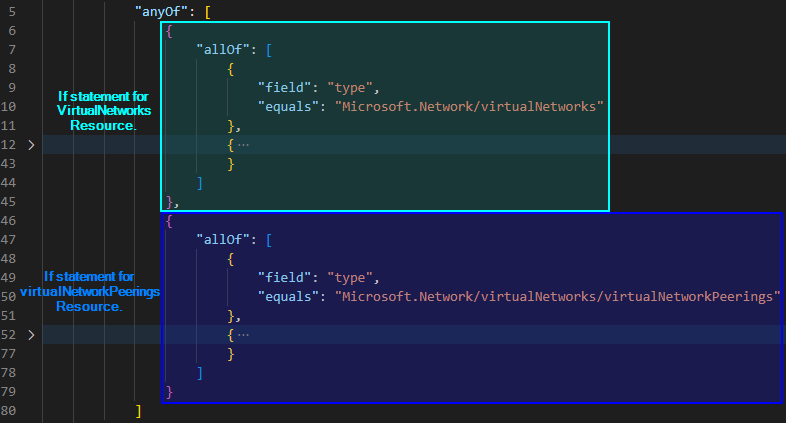 5 "anyOf": [
6 {
7 "allOf": [
8 {
9 "field": "type",
10 "equals": "Microsoft.Network/virtualNetworks"
11 },
12 > {···
43 }
44 ]
45 },
46 {
47 "allOf": [
48 {
49 "field": "type",
50 "equals": "Microsoft.Network/virtualNetworks/virtualNetworkPeerings"
51 },
52 > {···
77 }
78 ]
79 }
80 ]
If statement for
VirtualNetworks
Resource.
If statement for
virtualNetworkPeerings
Resource.